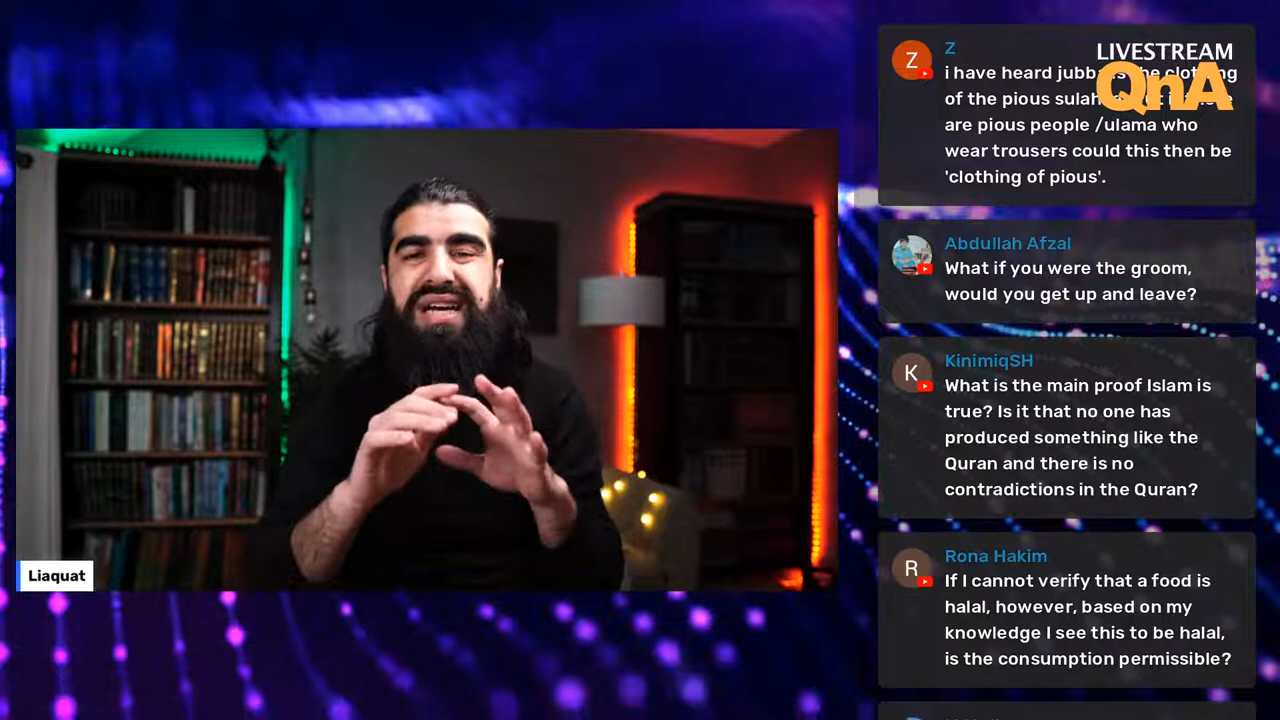 Z
i have heard
of the pious
are pious people /ulama who
wear trousers could this then be
'clothing of pious'.
LIVESTREAM
QnA
Abdullah Afzal
What if you were the groom,
would you get up and leave?
KinimiqSH
K
What is the main proof Islam is
true? Is it that no one has
produced something like the
Quran and there is no
contradictions in the Quran?
Rona Hakim
R
If I cannot verify that a food is
halal, however, based on my
knowledge I see this to be halal,
is the consumption permissible?
Liaquat